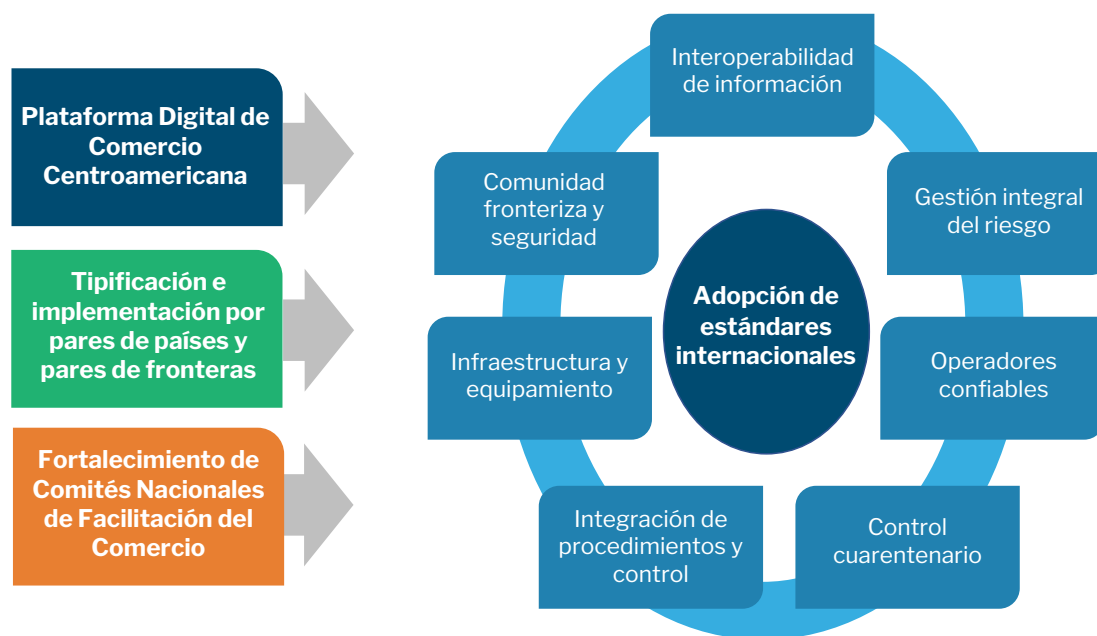 Plataforma Digital de
Comercio
Centroamericana
Tipificación e
implementación por
pares de países y
pares de fronteras
Fortalecimiento de
Comités Nacionales
de Facilitación del
Comercio
Interoperabilidad
de información
Gestión integral
del riesgo
Operadores
confiables
Control
cuarentenario
Integración de
procedimientos y
control
Infraestructura y
equipamiento
Comunidad
fronteriza y
seguridad
Adopción de
estándares
internacionales